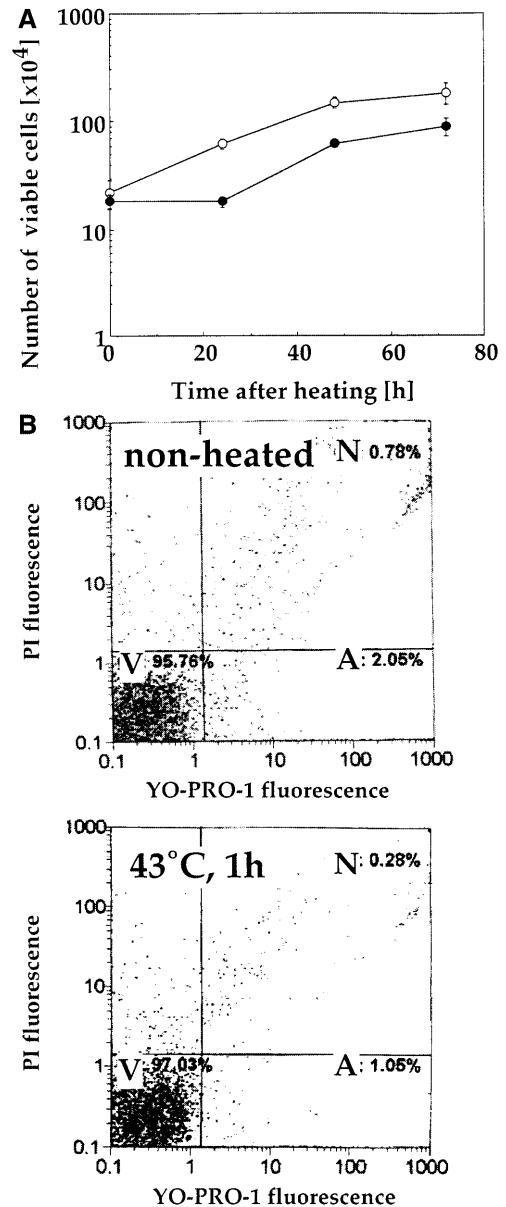 A
Number of viable cells [x10⁴]
1000
100
10
1
0 20 40 60 80
Time after heating [h]
B
PI fluorescence
1000
100
10
1
0.1
non-heated N 0.78%
V 95.76% A: 2.05%
0.1 1 10 100 1000
YO-PRO-1 fluorescence
PI fluorescence
1000
100
10
1
0.1
43°C, 1h N: 0.28%
V 97.03% A: 1.05%
0.1 1 10 100 1000
YO-PRO-1 fluorescence